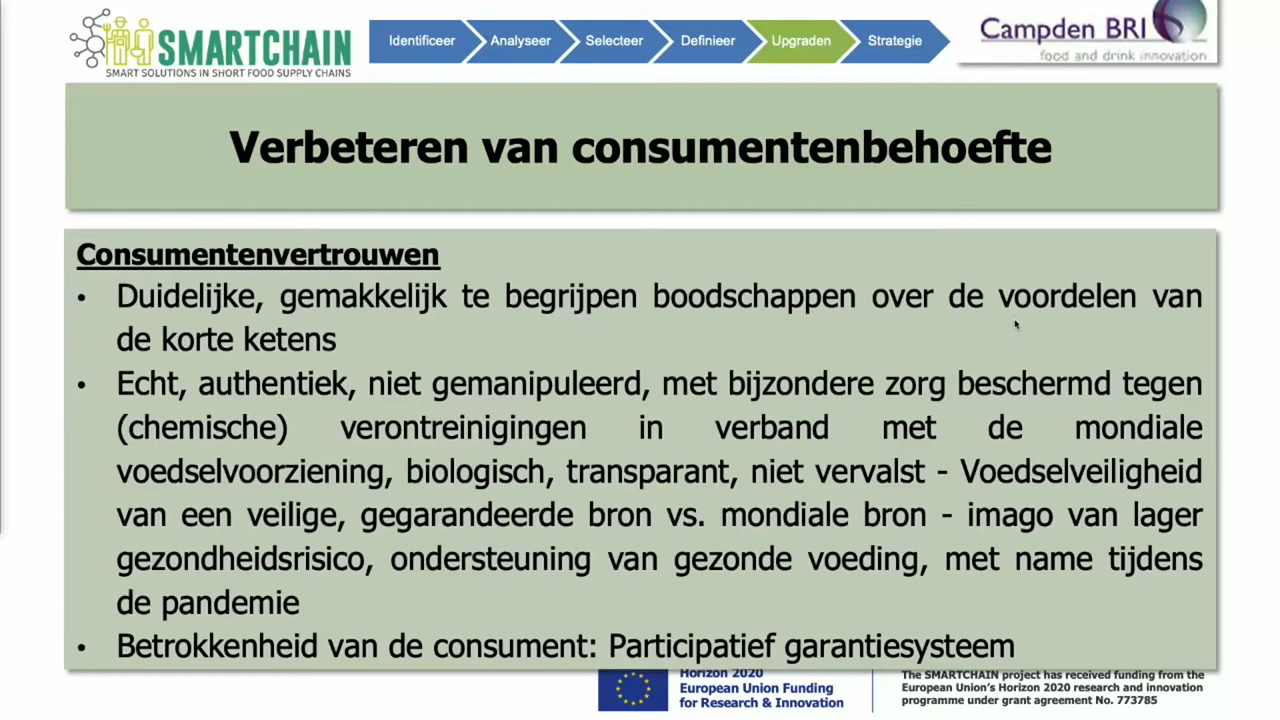 SMARTCHAIN
SMART SOLUTIONS IN SHORT FOOD SUPPLY CHAINS
Identificeer Analyseer Selecteer Definieer Upgraden Strategie
Campden BRI
food and drink innovation
Verbeteren van consumentenbehoefte
Consumentenvertrouwen
• Duidelijke, gemakkelijk te begrijpen boodschappen over de voordelen van
de korte ketens
• Echt, authentiek, niet gemanipuleerd, met bijzondere zorg beschermd tegen
(chemische) verontreinigingen in verband met de mondiale
voedselvoorziening, biologisch, transparant, niet vervalst - Voedselveiligheid
van een veilige, gegarandeerde bron vs. mondiale bron - imago van lager
gezondheidsrisico, ondersteuning van gezonde voeding, met name tijdens
de pandemie
• Betrokkenheid van de consument: Participatief garantiesysteem
Horizon 2020
European Union Funding
for Research & Innovation
The SMARTCHAIN project has received funding from the
European Union's Horizon 2020 research and innovation
programme under grant agreement No. 773785